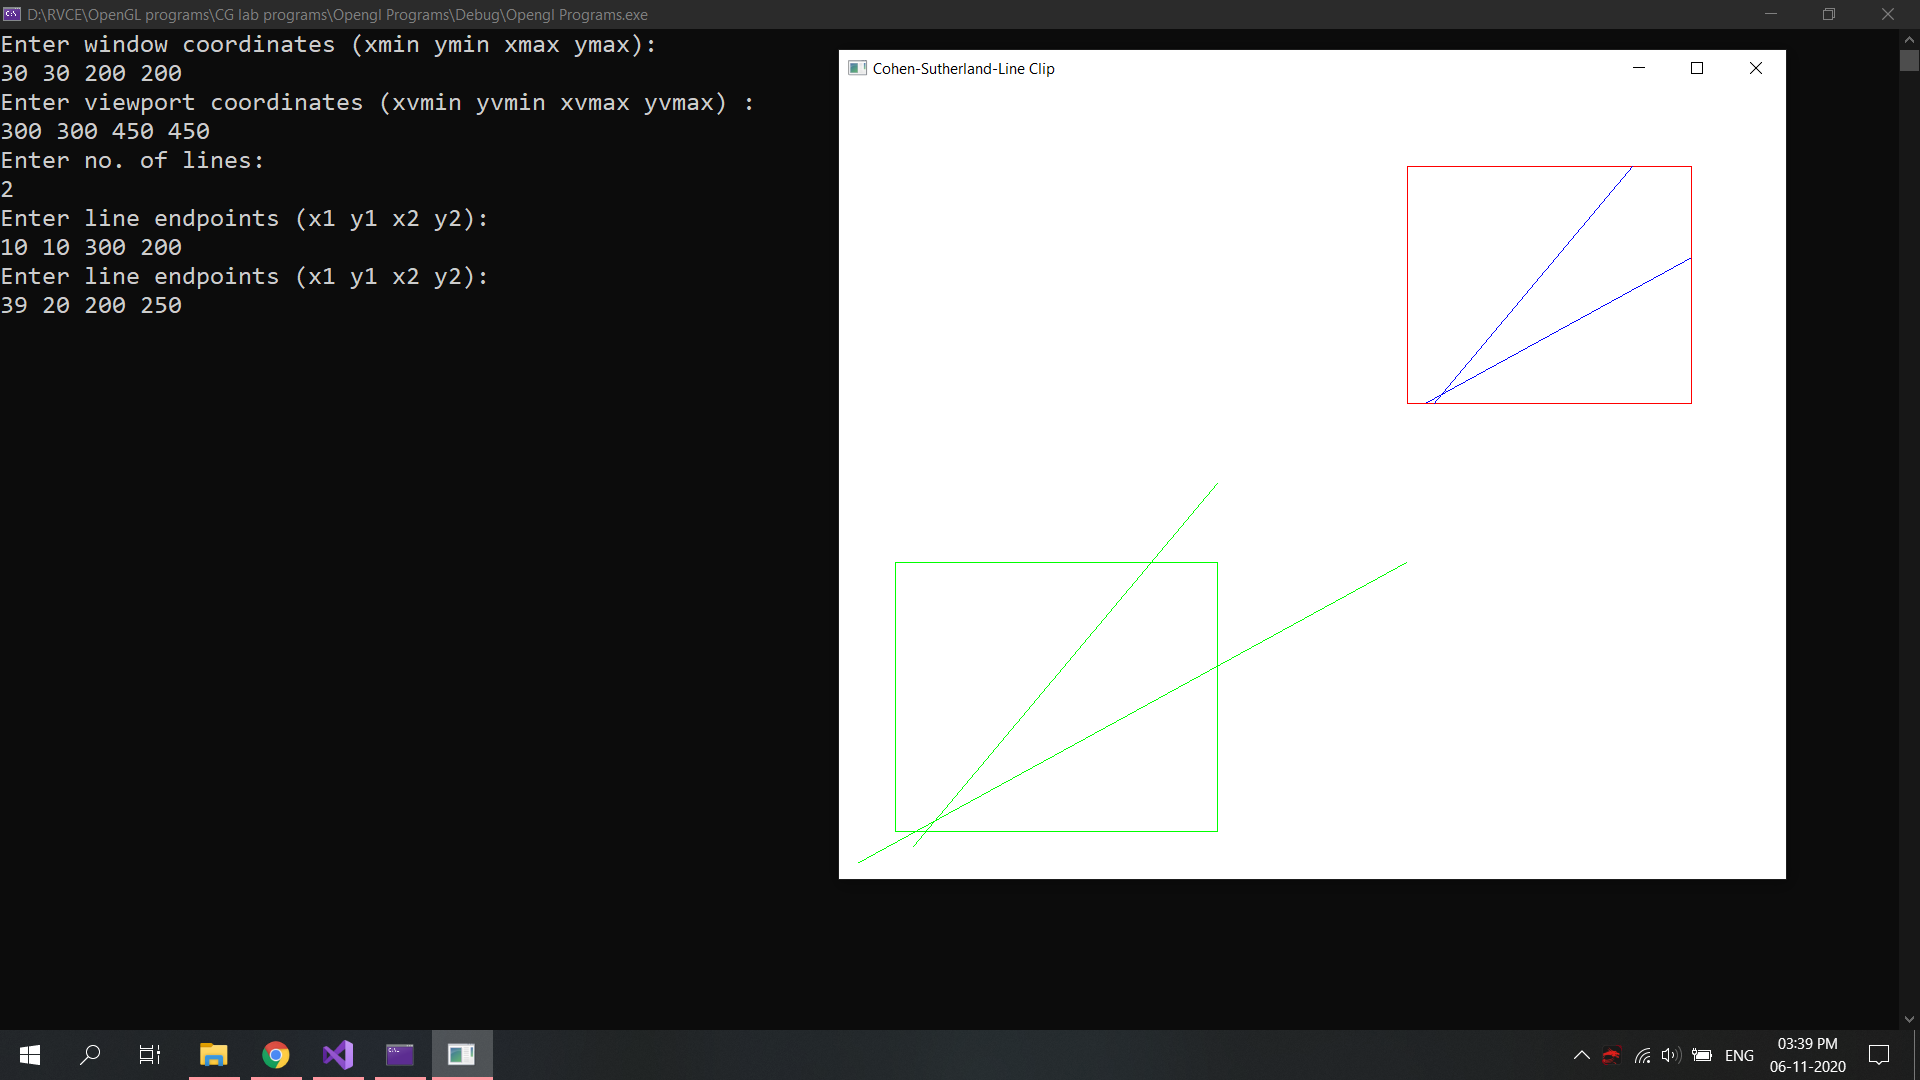 D:\RVCE\OpenGL programs\CG lab programs\Opengl Programs\Debug\Opengl Programs.exe
Enter window coordinates (xmin ymin xmax ymax):
30 30 200 200
Enter viewport coordinates (xvmin yvmin xvmax yvmax) :
300 300 450 450
Enter no. of lines:
2
Enter line endpoints (x1 y1 x2 y2):
10 10 300 200
Enter line endpoints (x1 y1 x2 y2):
39 20 200 250
Cohen-Sutherland-Line Clip
ENG
03:39 PM
06-11-2020